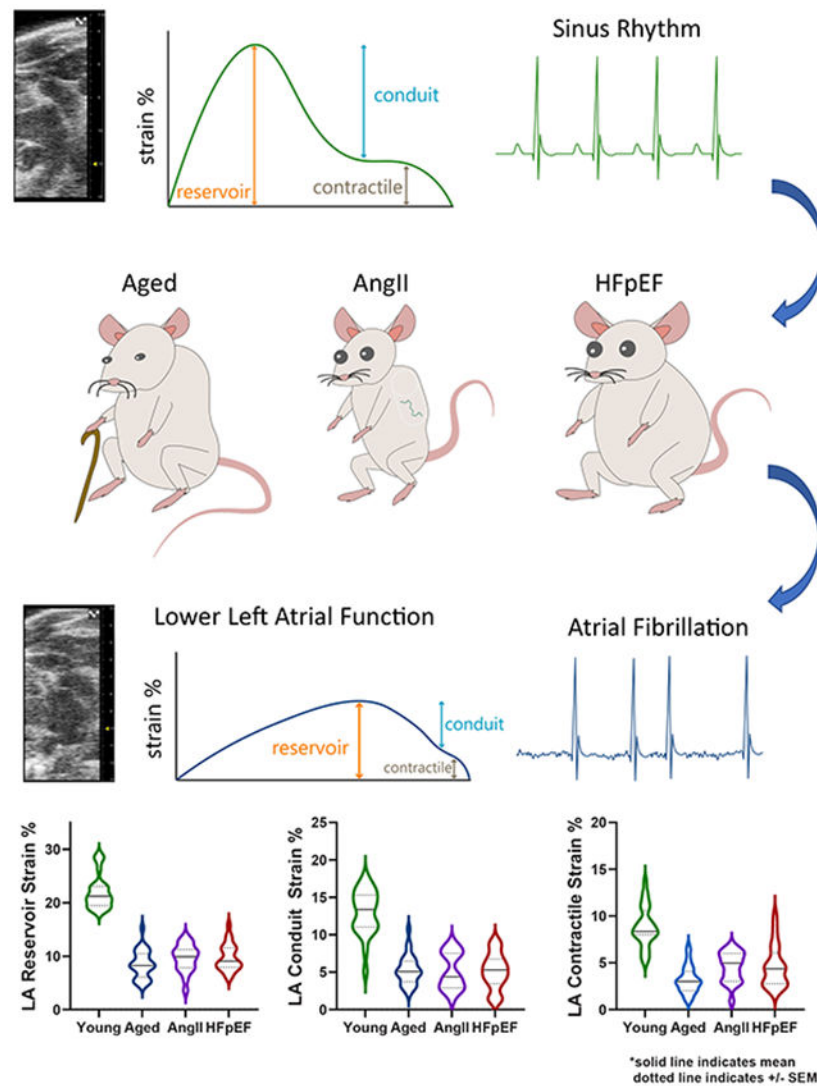 Sinus Rhythm
strain %
conduit
reservoir
contractile
Aged
AngII
HFpEF
Lower Left Atrial Function
Atrial Fibrillation
strain %
conduit
reservoir
contractile
LA Reservoir Strain %
30
20
10
0
Young Aged AngII HFpEF
LA Conduit Strain %
25
20
15
10
5
0
Young Aged AngII HFpEF
LA Contractile Strain %
20
15
10
5
0
Young Aged AngII HFpEF
*solid line indicates mean
dotted line indicates +/- SEM